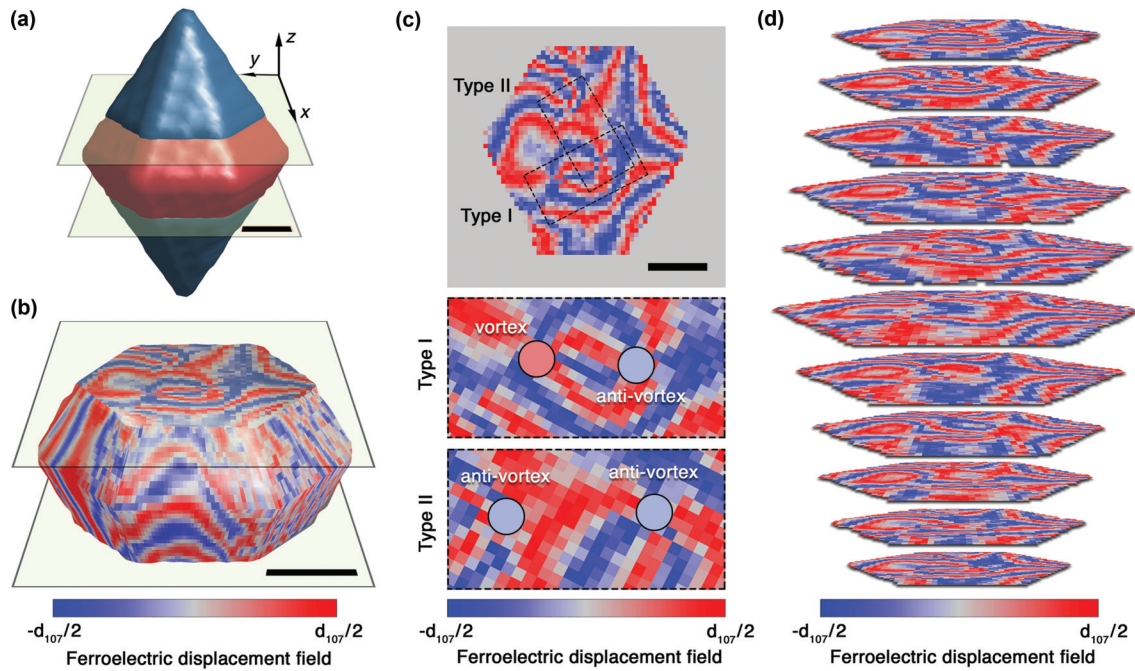 (a)
z
y
x
(b)
-d107/2
d107/2
Ferroelectric displacement field
(c)
Type II
Type I
Type I
vortex
anti-vortex
Type II
anti-vortex
anti-vortex
-d107/2
d107/2
Ferroelectric displacement field
(d)
-d107/2
d107/2
Ferroelectric displacement field